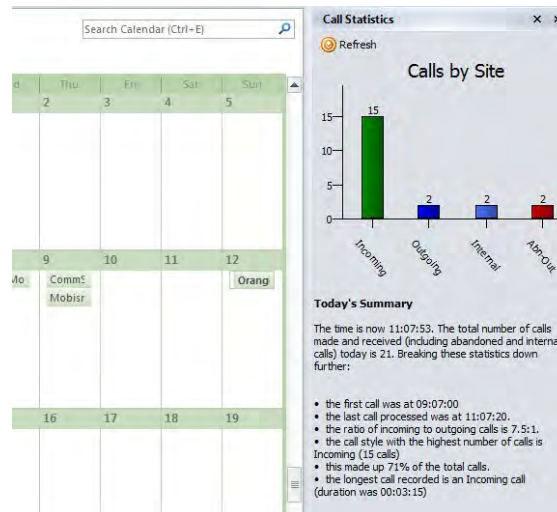 Search Calendar (Ctrl+E)
Call Statistics
Refresh
Calls by Site
Thu
Fri
Sat
Sun
2
3
4
5
15
10
5
0
15
2
2
2
Incoming
Outgoing
Internal
Abn-Out
9
10
11
12
Mo
CommS
Orang
Mobisr
Today's Summary
The time is now 11:07:53. The total number of calls
made and received (including abandoned and interna
calls) today is 21. Breaking these statistics down
further:
• the first call was at 09:07:00
• the last call processed was at 11:07:20.
• the ratio of incoming to outgoing calls is 7.5:1.
• the call style with the highest number of calls is
Incoming (15 calls)
• this made up 71% of the total calls.
• the longest call recorded is an Incoming call
(duration was 00:03:15)
16
17
18
19